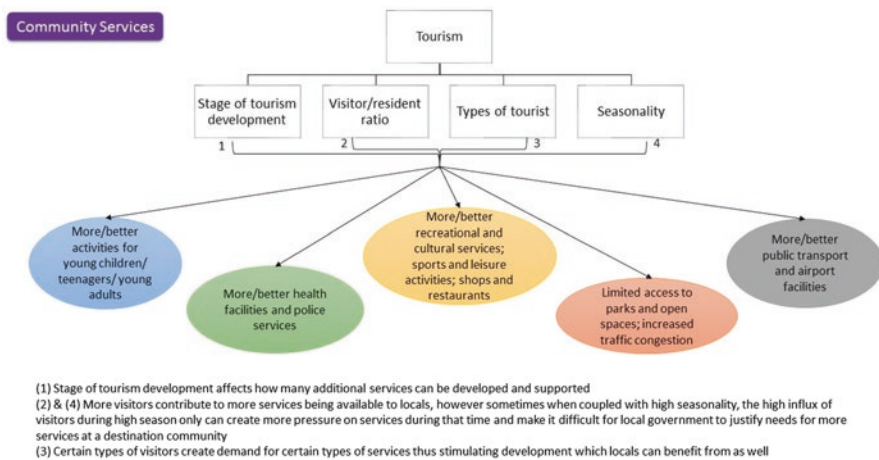 Community Services
Tourism
Stage of tourism
development
Visitor/resident
ratio
Types of tourist
Seasonality
1
2
3
4
More/better
activities for
young children/
teenagers/ young
adults
More/better health
facilities and police
services
More/better
recreational and
cultural services;
sports and leisure
activities; shops and
restaurants
Limited access to
parks and open
spaces; increased
traffic congestion
More/better
public transport
and airport
facilities
(1) Stage of tourism development affects how many additional services can be developed and supported
(2) & (4) More visitors contribute to more services being available to locals, however sometimes when coupled with high seasonality, the high influx of
visitors during high season only can create more pressure on services during that time and make it difficult for local government to justify needs for more
services at a destination community
(3) Certain types of visitors create demand for certain types of services thus stimulating development which locals can benefit from as well